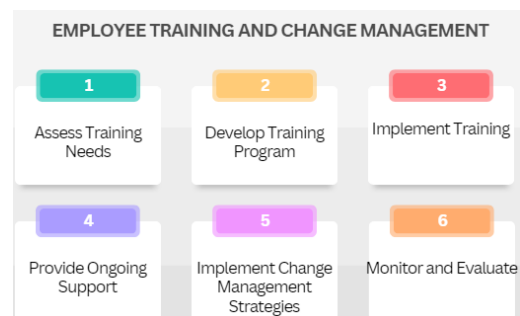 EMPLOYEE TRAINING AND CHANGE MANAGEMENT
1
Assess Training
Needs
2
Develop Training
Program
3
Implement Training
4
Provide Ongoing
Support
5
Implement Change
Management
Strategies
6
Monitor and Evaluate